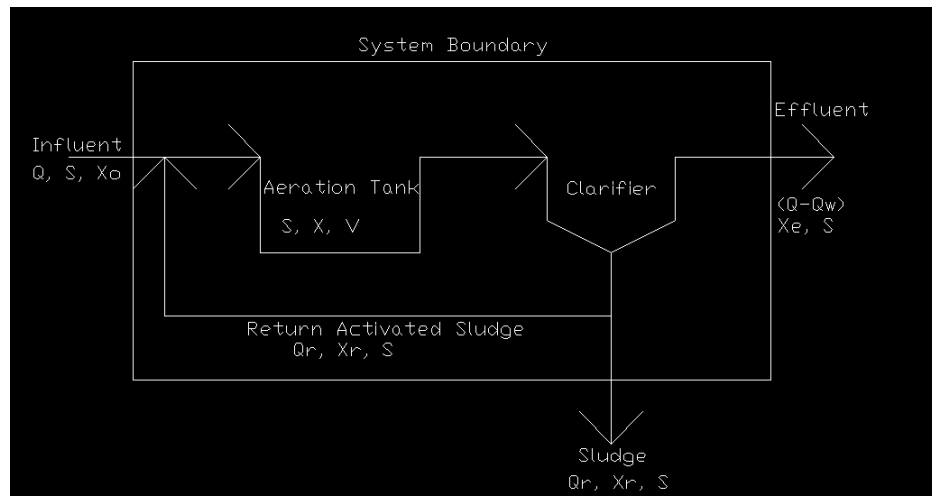 System Boundary
Effluent
Influent
Q, S, Xo
Aeration Tank
S, X, V
Clarifier
(Q-Qw)
Xe, S
Return Activated Sludge
Qr, Xr, S
Sludge
Qr, Xr, S